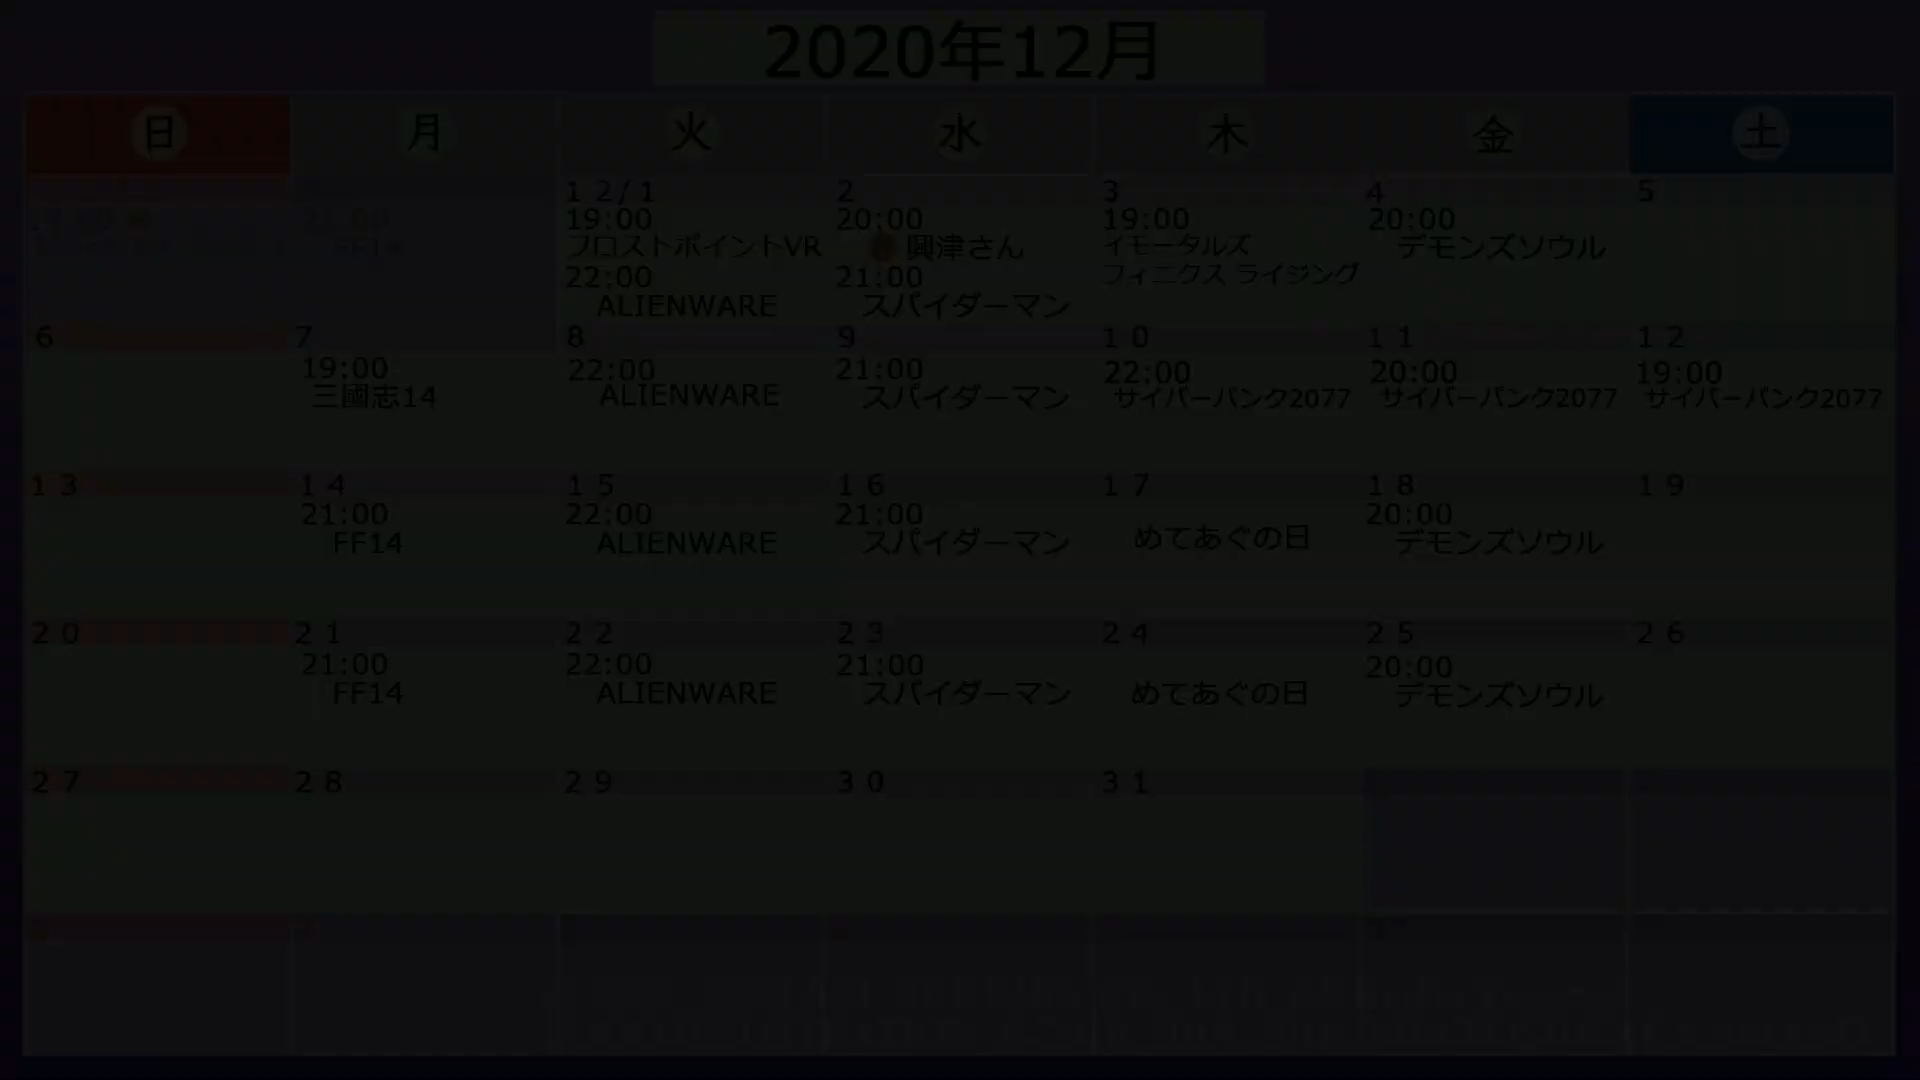 2020年12月
日 月 火 水 木 金 土
12/1 2 3 4 5
19:00 20:00 19:00 20:00
フロストポイントVR 興津さん イモータルズ デモンズソウル
22:00 21:00 フィニクス ライジング
ALIENWARE スパイダーマン
6 7 8 9 10 11 12
19:00 22:00 21:00 22:00 20:00 19:00
三國志14 ALIENWARE スパイダーマン サイバーパンク2077 サイバーパンク2077 サイバーパンク2077
13 14 15 16 17 18 19
21:00 22:00 21:00 20:00
FF14 ALIENWARE スパイダーマン めてあぐの日 デモンズソウル
20 21 22 23 24 25 26
21:00 22:00 21:00 20:00
FF14 ALIENWARE スパイダーマン めてあぐの日 デモンズソウル
27 28 29 30 31